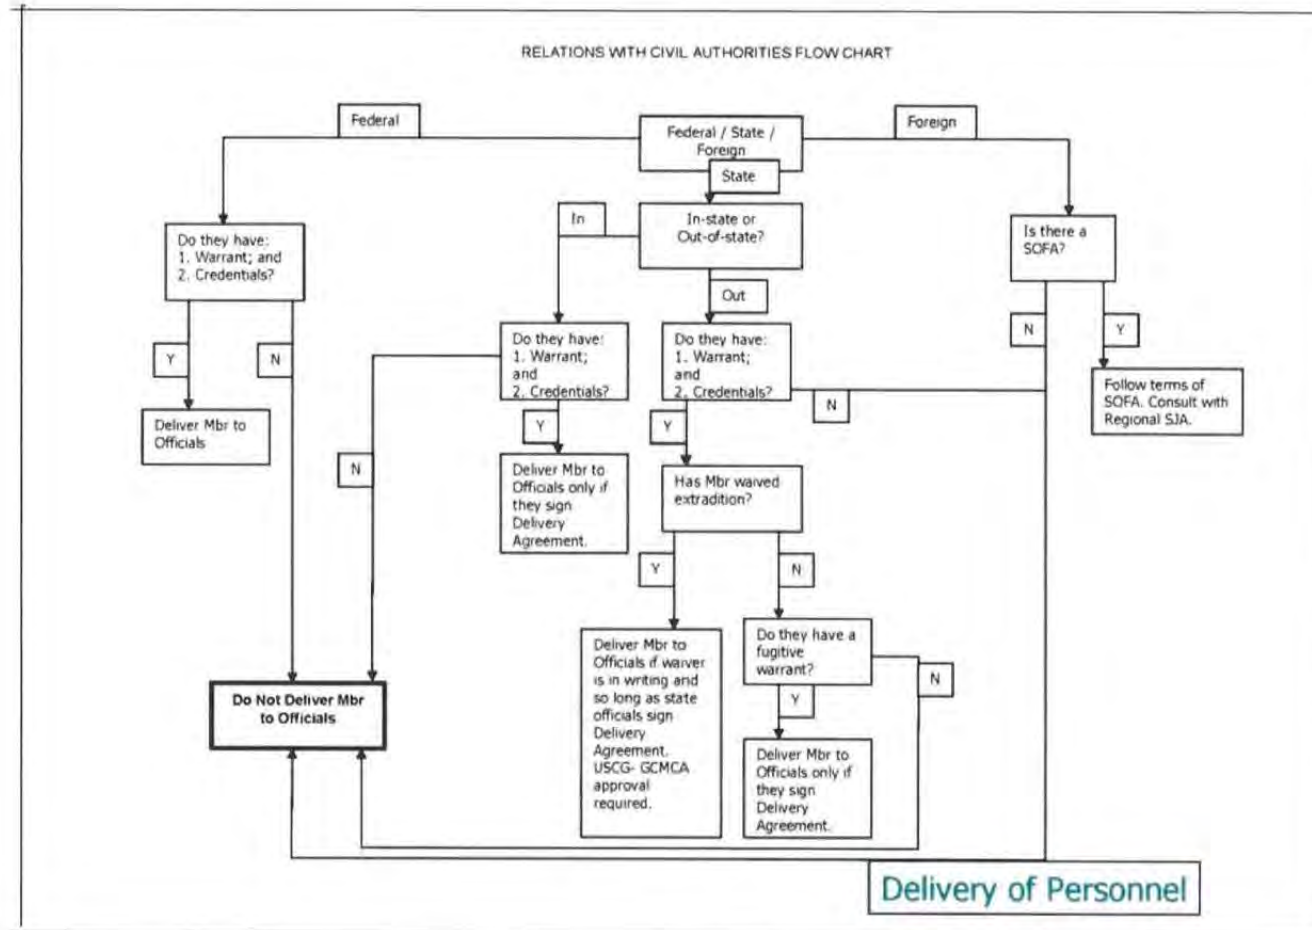 RELATIONS WITH CIVIL AUTHORITIES FLOW CHART
Federal
Federal / State /
Foreign
Foreign
State
In
In-state or
Out-of-state?
Do they have:
1. Warrant; and
2. Credentials?
Is there a
SOFA?
Out
Y
N
Do they have:
1. Warrant;
and
2. Credentials?
Do they have:
1. Warrant;
and
2. Credentials?
N
Y
Deliver Mbr to
Officials
Follow terms of
SOFA. Consult with
Regional SJA.
N
Y
Y
N
Deliver Mbr to
Officials only if
they sign
Delivery
Agreement.
Has Mbr waived
extradition?
Y
N
Deliver Mbr to
Officials if waiver
is in writing and
so long as state
officials sign
Delivery
Agreement.
USCG- GCMCA
approval
required.
Do they have a
fugitive
warrant?
N
Y
Do Not Deliver Mbr
to Officials
Deliver Mbr to
Officials only if
they sign
Delivery
Agreement.
Delivery of Personnel